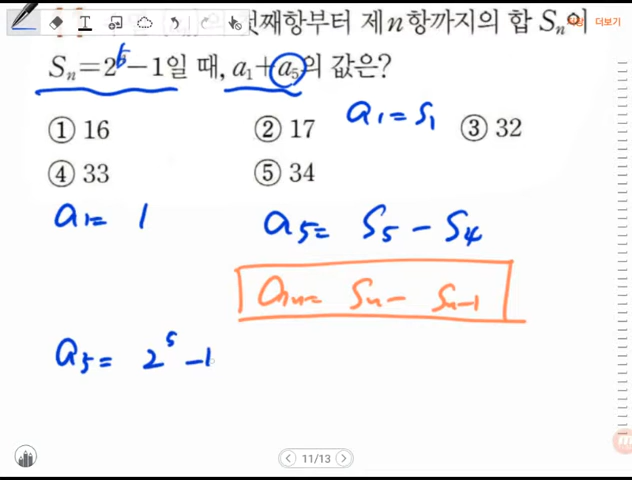 더보기
첫째항부터 제n항까지의 합 Sₙ이
Sₙ=2ⁿ−1일 때, a₁+a₅의 값은?
a₁=S₁
① 16 ② 17 ③ 32
④ 33 ⑤ 34
a₁= 1 a₅= S₅ − S₄
aₙ= Sₙ − Sₙ₋₁
a₅= 2⁵ −1
11/13